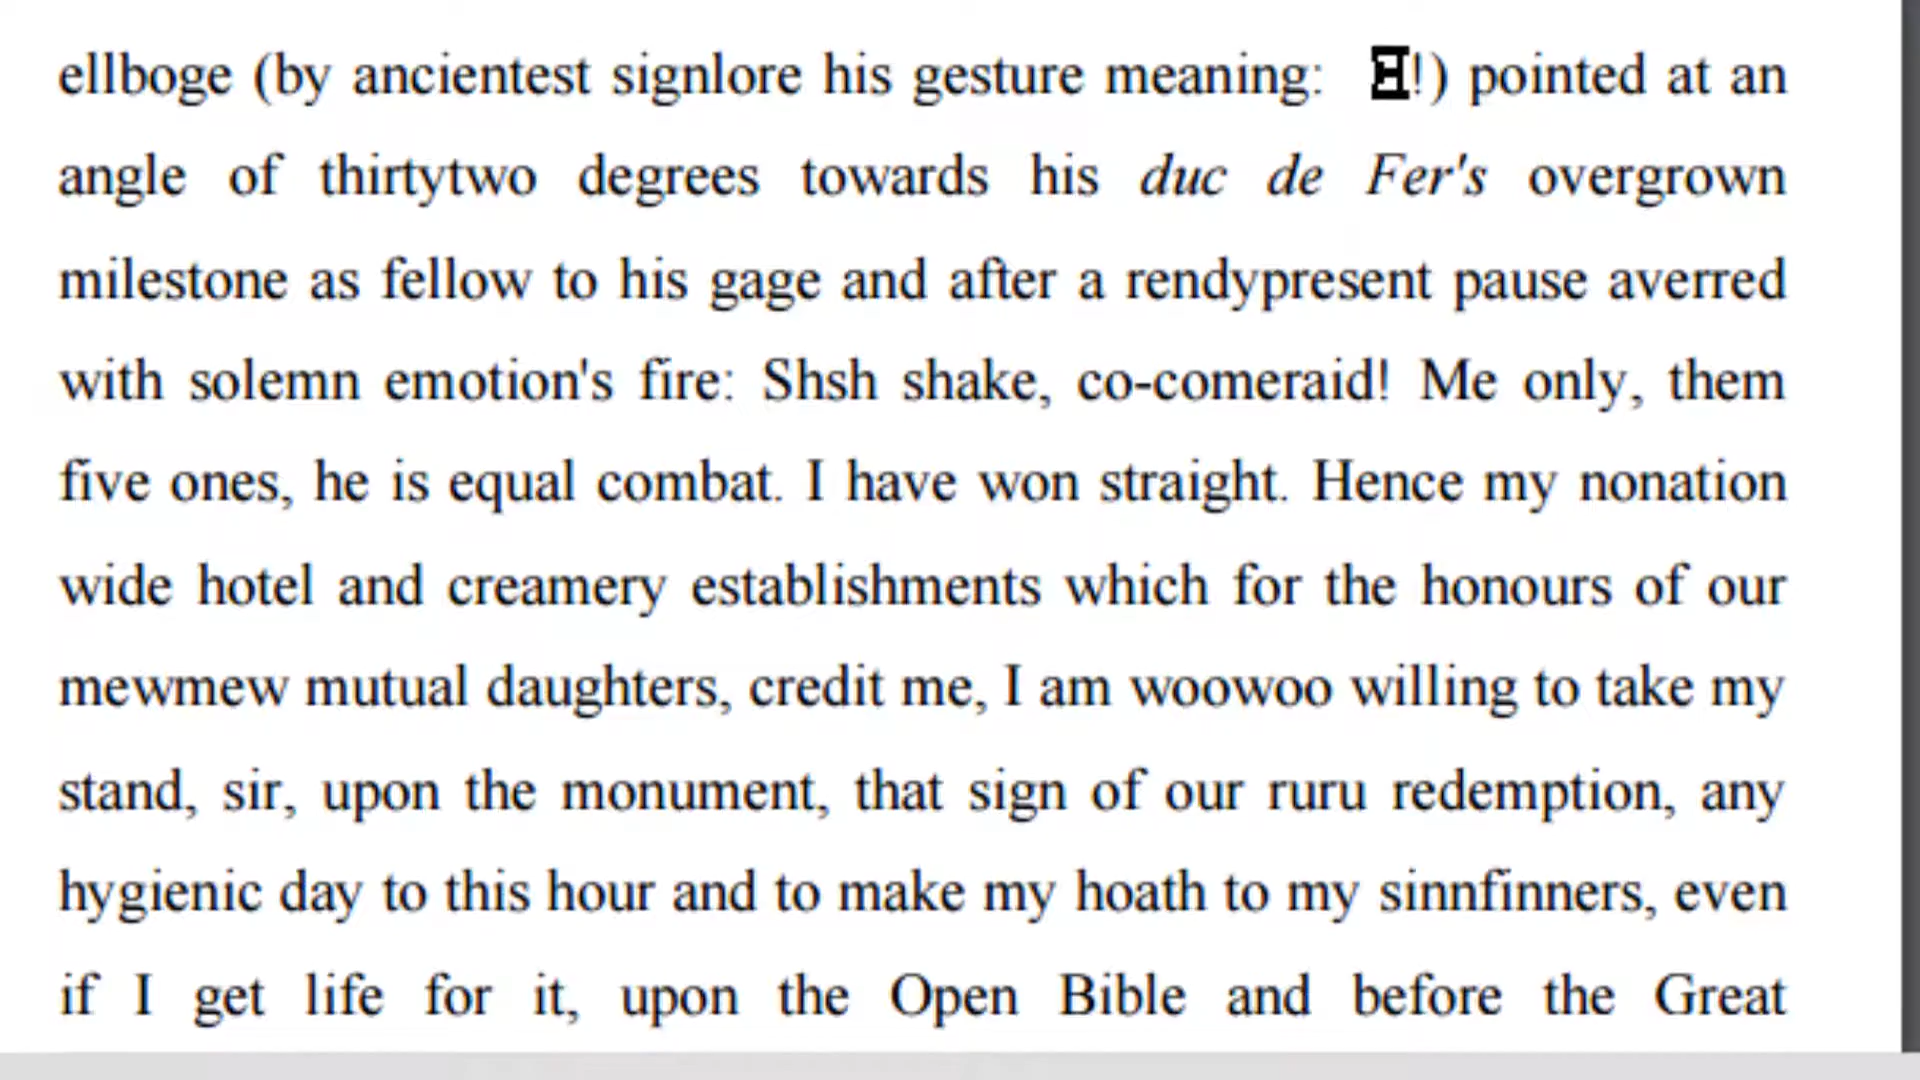 ellboge (by ancientest signlore his gesture meaning: Ǝ!) pointed at an
angle of thirtytwo degrees towards his duc de Fer's overgrown
milestone as fellow to his gage and after a rendypresent pause averred
with solemn emotion's fire: Shsh shake, co-comeraid! Me only, them
five ones, he is equal combat. I have won straight. Hence my nonation
wide hotel and creamery establishments which for the honours of our
mewmew mutual daughters, credit me, I am woowoo willing to take my
stand, sir, upon the monument, that sign of our ruru redemption, any
hygienic day to this hour and to make my hoath to my sinnfinners, even
if I get life for it, upon the Open Bible and before the Great